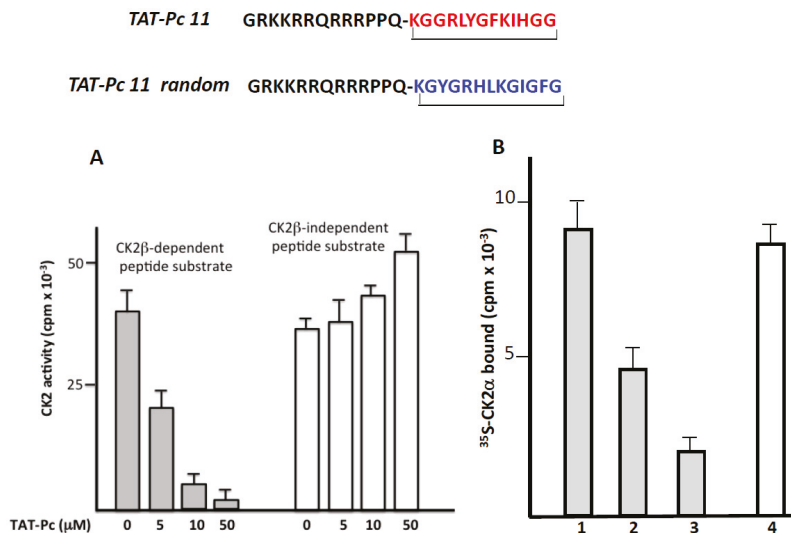 TAT-Pc 11 GRKKRRQRRRPPQ-KGGRLYGFKIHGG
TAT-Pc 11 random GRKKRRQRRRPPQ-KGYGRHLKGIGFG
A
CK2β-dependent
peptide substrate
CK2β-independent
peptide substrate
CK2 activity (cpm x 10⁻³)
50
25
TAT-Pc (μM) 0 5 10 50 0 5 10 50
B
³⁵S-CK2α bound (cpm x 10⁻³)
10
5
1 2 3 4